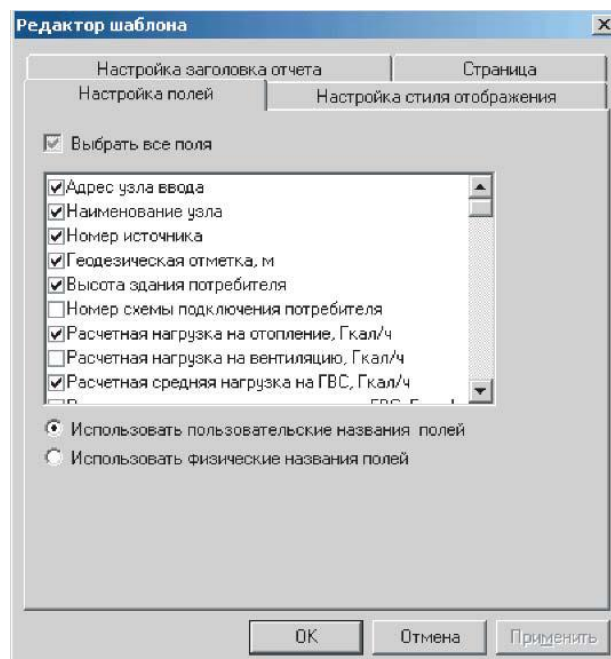 Редактор шаблона
Настройка заголовка отчета
Страница
Настройка полей
Настройка стиля отображения
Выбрать все поля
Адрес узла ввода
Наименование узла
Номер источника
Геодезическая отметка, м
Высота здания потребителя
Номер схемы подключения потребителя
Расчетная нагрузка на отопление, Гкал/ч
Расчетная нагрузка на вентиляцию, Гкал/ч
Расчетная средняя нагрузка на ГВС, Гкал/ч
Использовать пользовательские названия полей
Использовать физические названия полей
OK
Отмена
Применить